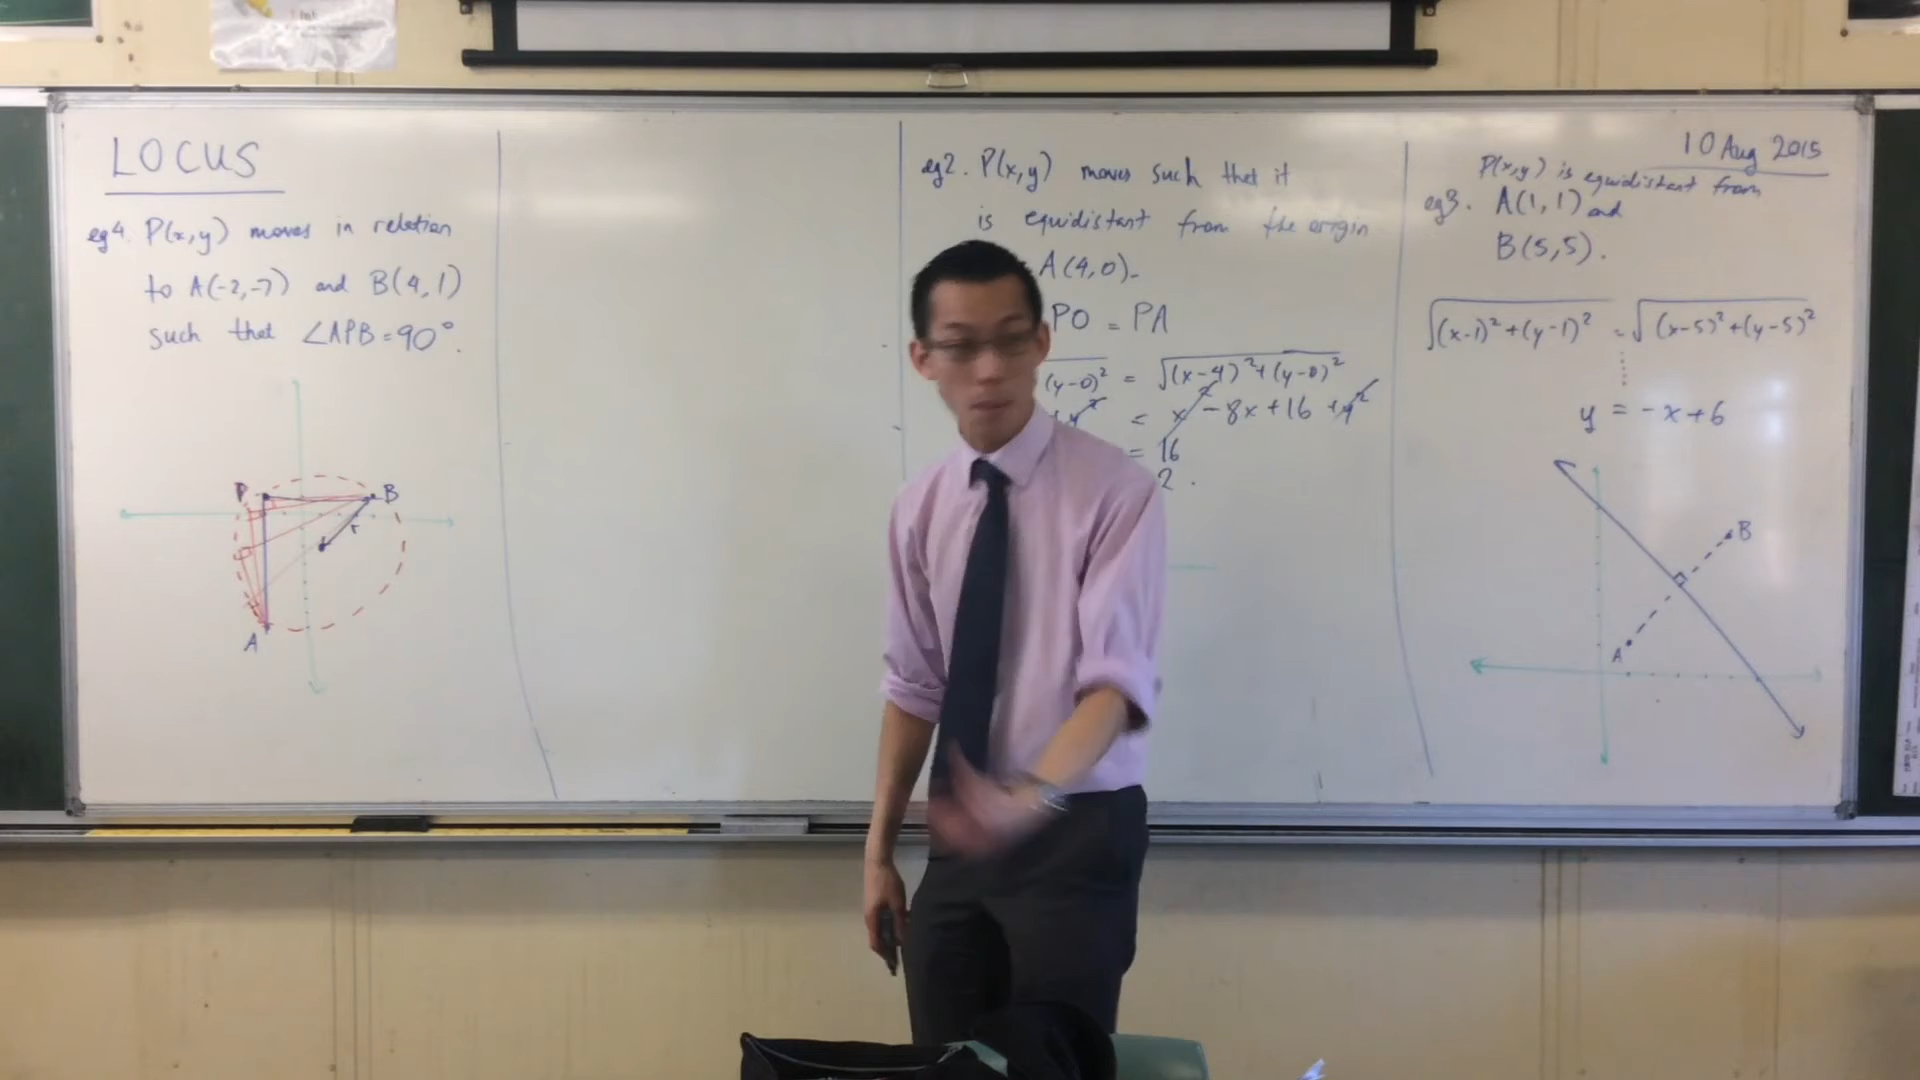 LOCUS
eg4. P(x,y) moves in relation
to A(-2,-7) and B(4,1)
such that ∠APB=90°.
P
B
r
A
eg2. P(x,y) moves such that it
is equidistant from the origin
A(4,0).
PO = PA
(y-0)² = √(x-4)²+(y-0)²
y² = x² -8x+16 +y²
= 16
2.
10 Aug 2015
P(x,y) is equidistant from
eg3. A(1,1) and
B(5,5).
√(x-1)²+(y-1)² = √(x-5)²+(y-5)²
y = -x+6
B
A